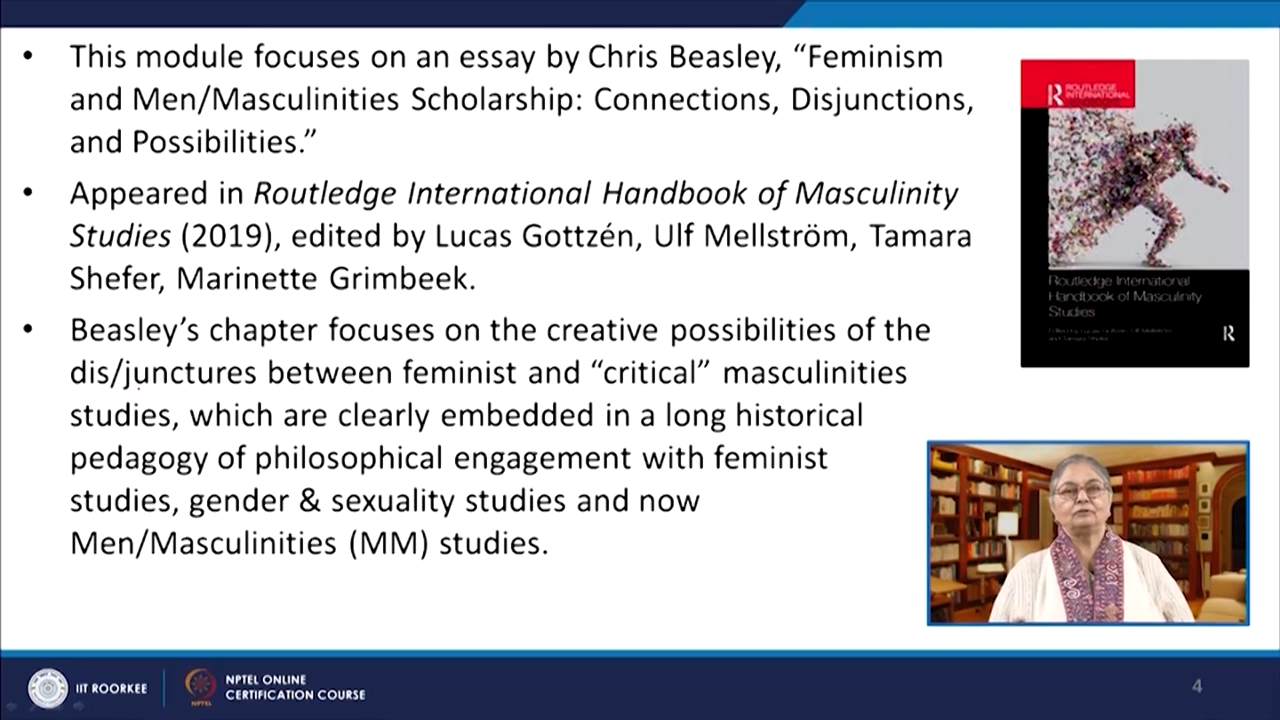 • This module focuses on an essay by Chris Beasley, “Feminism
and Men/Masculinities Scholarship: Connections, Disjunctions,
and Possibilities.”
• Appeared in Routledge International Handbook of Masculinity
Studies (2019), edited by Lucas Gottzén, Ulf Mellström, Tamara
Shefer, Marinette Grimbeek.
• Beasley’s chapter focuses on the creative possibilities of the
dis/junctures between feminist and “critical” masculinities
studies, which are clearly embedded in a long historical
pedagogy of philosophical engagement with feminist
studies, gender & sexuality studies and now
Men/Masculinities (MM) studies.
R ROUTLEDGE
INTERNATIONAL
Routledge International
Handbook of Masculinity
Studies
R
IIT ROORKEE
NPTEL
NPTEL ONLINE
CERTIFICATION COURSE
4